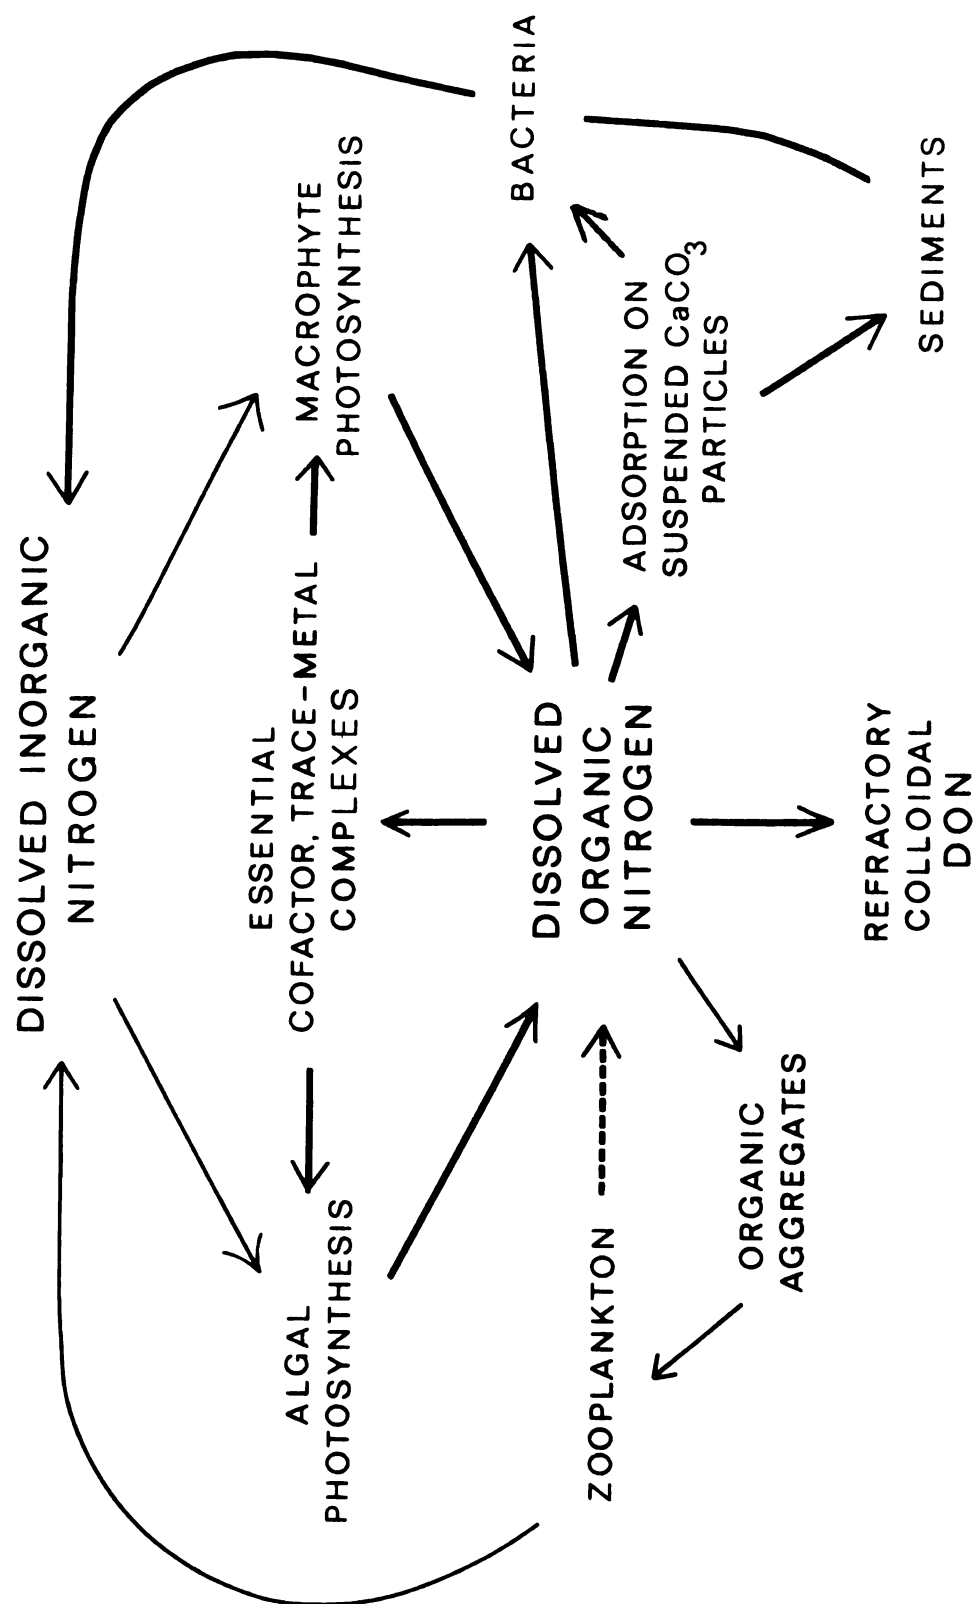 DISSOLVED INORGANIC
NITROGEN
ESSENTIAL
COFACTOR, TRACE-METAL
COMPLEXES
ALGAL
PHOTOSYNTHESIS
MACROPHYTE
PHOTOSYNTHESIS
ZOOPLANKTON
DISSOLVED
ORGANIC
NITROGEN
BACTERIA
ADSORPTION ON
SUSPENDED CaCO₃
PARTICLES
ORGANIC
AGGREGATES
REFRACTORY
COLLOIDAL
DON
SEDIMENTS